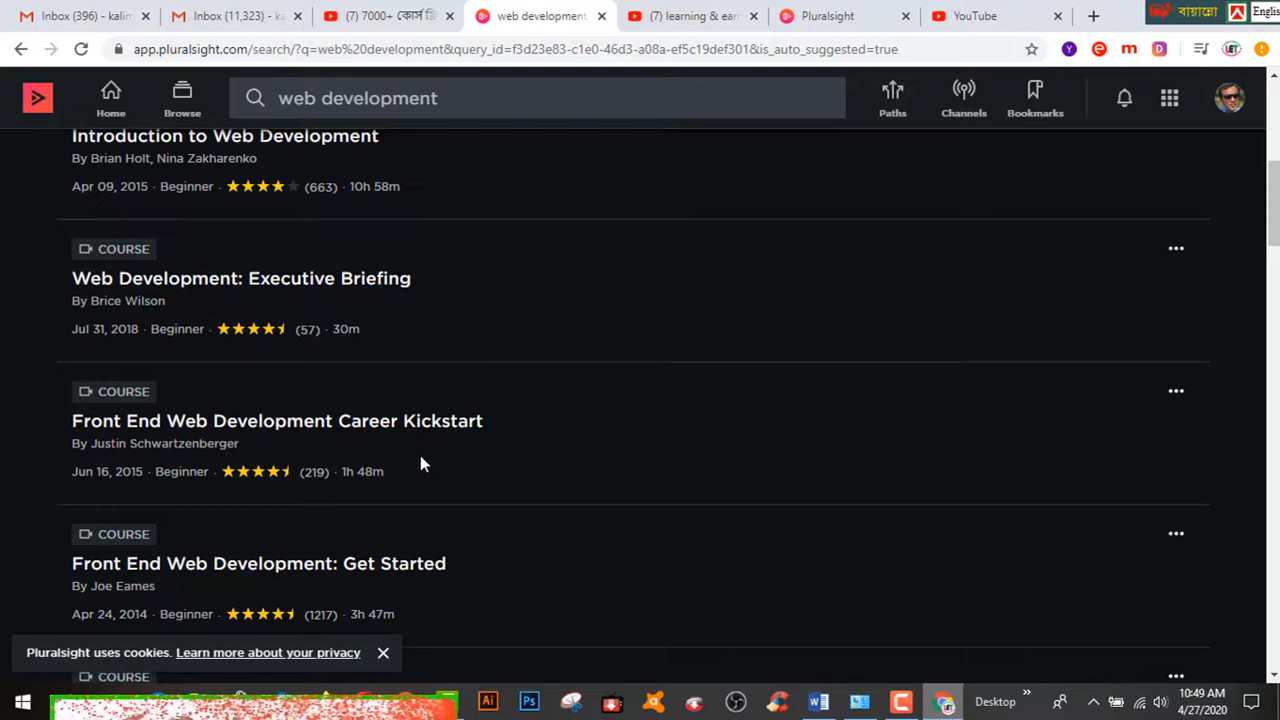 Inbox (396) - kalim
Inbox (11,323) - ka
(7) 7000+ কোর্স ফ্রি
web development
(7) learning & ear
Pluralsight
YouTube
বায়ান্নো
Englis
app.pluralsight.com/search/?q=web%20development&query_id=f3d23e83-c1e0-46d3-a08a-ef5c19def301&is_auto_suggested=true
Home
Browse
web development
Paths
Channels
Bookmarks
Introduction to Web Development
By Brian Holt, Nina Zakharenko
Apr 09, 2015 · Beginner · (663) · 10h 58m
COURSE
Web Development: Executive Briefing
By Brice Wilson
Jul 31, 2018 · Beginner · (57) · 30m
COURSE
Front End Web Development Career Kickstart
By Justin Schwartzenberger
Jun 16, 2015 · Beginner · (219) · 1h 48m
COURSE
Front End Web Development: Get Started
By Joe Eames
Apr 24, 2014 · Beginner · (1217) · 3h 47m
Pluralsight uses cookies. Learn more about your privacy
COURSE
Desktop
10:49 AM
4/27/2020